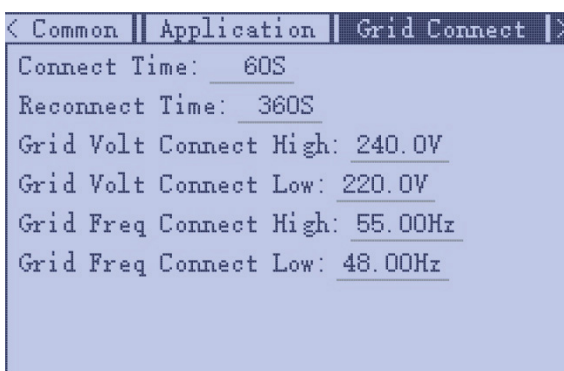 < Common Application Grid Connect >
Connect Time: 60S
Reconnect Time: 360S
Grid Volt Connect High: 240.0V
Grid Volt Connect Low: 220.0V
Grid Freq Connect High: 55.00Hz
Grid Freq Connect Low: 48.00Hz